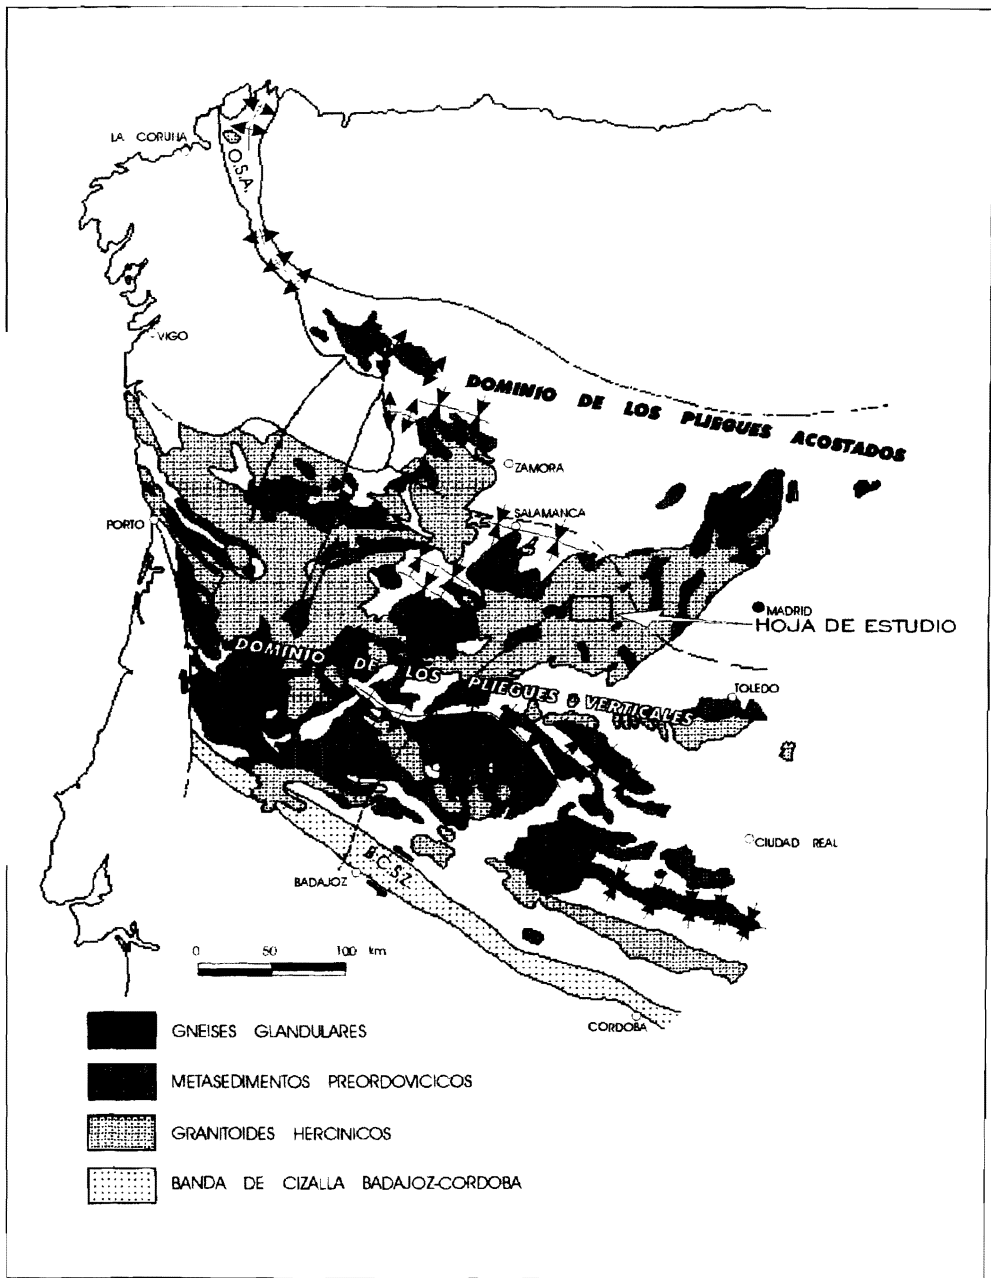 LA CORUÑA
O.S.A.
VIGO
DOMINIO DE LOS PLIEGUES ACOSTADOS
ZAMORA
SALAMANCA
PORTO
MADRID
HOJA DE ESTUDIO
DOMINIO DE LOS PLIEGUES VERTICALES
TOLEDO
CIUDAD REAL
B.C.S.Z.
BADAJOZ
0 50 100 km
CORDOBA
GNEISES GLANDULARES
METASEDIMENTOS PREORDOVICICOS
GRANITOIDES HERCINICOS
BANDA DE CIZALLA BADAJOZ-CORDOBA